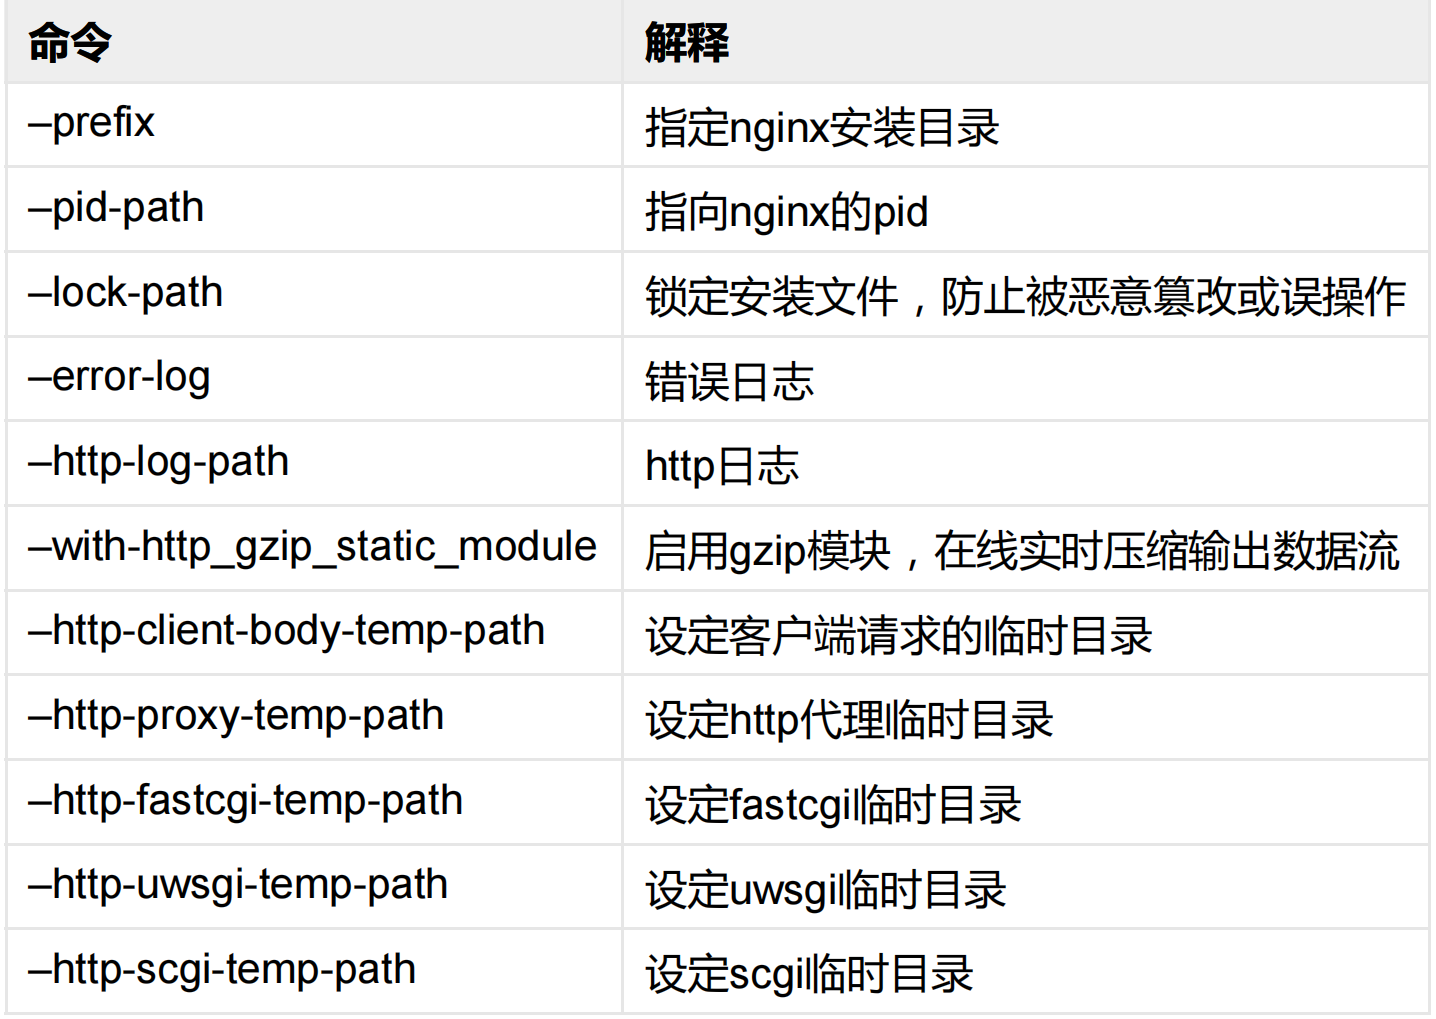 命令 解释
–prefix 指定nginx安装目录
–pid-path 指向nginx的pid
–lock-path 锁定安装文件，防止被恶意篡改或误操作
–error-log 错误日志
–http-log-path http日志
–with-http_gzip_static_module 启用gzip模块，在线实时压缩输出数据流
–http-client-body-temp-path 设定客户端请求的临时目录
–http-proxy-temp-path 设定http代理临时目录
–http-fastcgi-temp-path 设定fastcgi临时目录
–http-uwsgi-temp-path 设定uwsgi临时目录
–http-scgi-temp-path 设定scgi临时目录